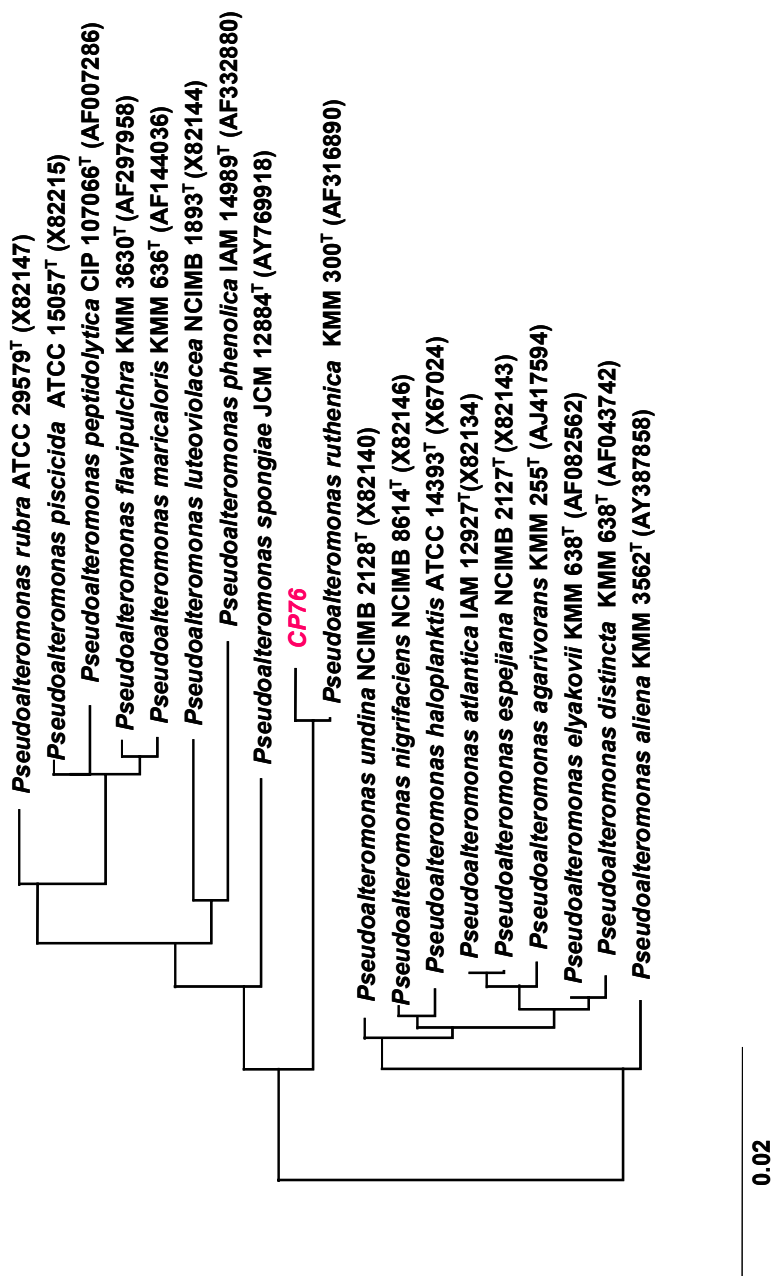 Pseudoalteromonas rubra ATCC 29579ᵀ (X82147)
Pseudoalteromonas piscicida ATCC 15057ᵀ (X82215)
Pseudoalteromonas peptidolytica CIP 107066ᵀ (AF007286)
Pseudoalteromonas flavipulchra KMM 3630ᵀ (AF297958)
Pseudoalteromonas maricaloris KMM 636ᵀ (AF144036)
Pseudoalteromonas luteoviolacea NCIMB 1893ᵀ (X82144)
Pseudoalteromonas phenolica IAM 14989ᵀ (AF332880)
Pseudoalteromonas spongiae JCM 12884ᵀ (AY769918)
CP76
Pseudoalteromonas ruthenica KMM 300ᵀ (AF316890)
Pseudoalteromonas undina NCIMB 2128ᵀ (X82140)
Pseudoalteromonas nigrifaciens NCIMB 8614ᵀ (X82146)
Pseudoalteromonas haloplanktis ATCC 14393ᵀ (X67024)
Pseudoalteromonas atlantica IAM 12927ᵀ(X82134)
Pseudoalteromonas espejiana NCIMB 2127ᵀ (X82143)
Pseudoalteromonas agarivorans KMM 255ᵀ (AJ417594)
Pseudoalteromonas elyakovii KMM 638ᵀ (AF082562)
Pseudoalteromonas distincta KMM 638ᵀ (AF043742)
Pseudoalteromonas aliena KMM 3562ᵀ (AY387858)
0.02